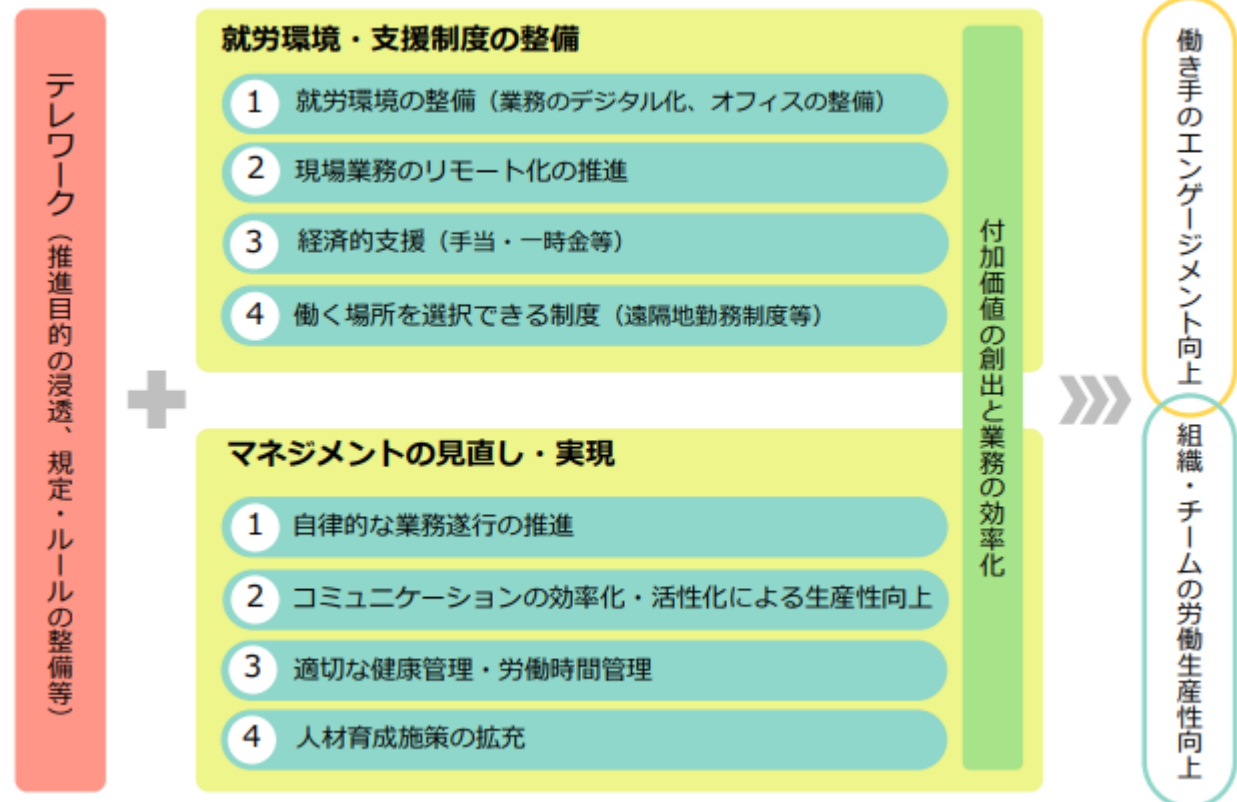 テレワーク（推進目的の浸透、規定・ルールの整備等）
就労環境・支援制度の整備
1 就労環境の整備（業務のデジタル化、オフィスの整備）
2 現場業務のリモート化の推進
3 経済的支援（手当・一時金等）
4 働く場所を選択できる制度（遠隔地勤務制度等）
マネジメントの見直し・実現
1 自律的な業務遂行の推進
2 コミュニケーションの効率化・活性化による生産性向上
3 適切な健康管理・労働時間管理
4 人材育成施策の拡充
付加価値の創出と業務の効率化
働き手のエンゲージメント向上
組織・チームの労働生産性向上